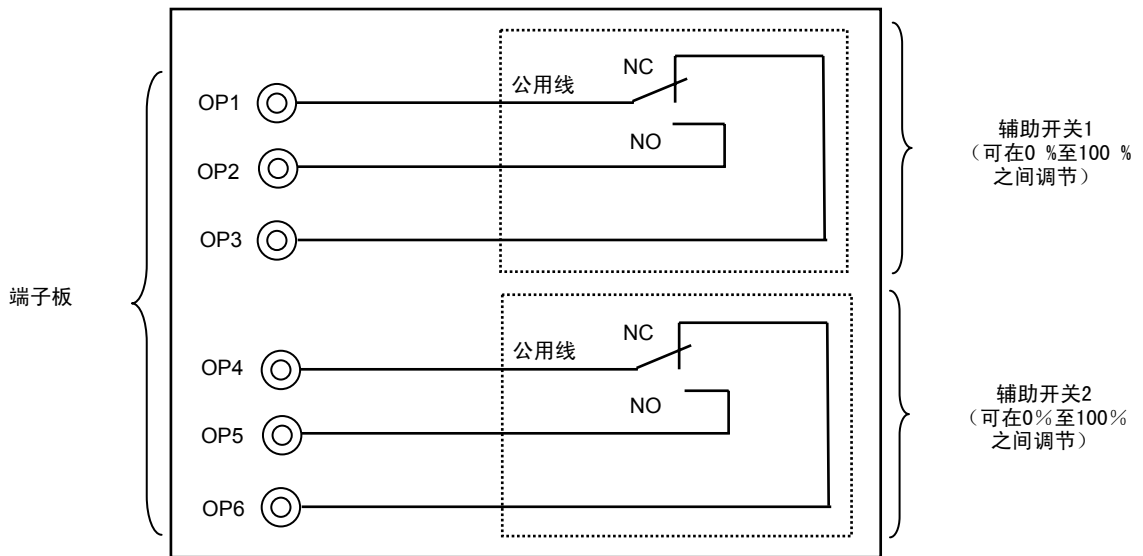 端子板
OP1
OP2
OP3
公用线
NC
NO
辅助开关1
（可在0 %至100 %
之间调节）
OP4
OP5
OP6
公用线
NC
NO
辅助开关2
（可在0%至100%
之间调节）